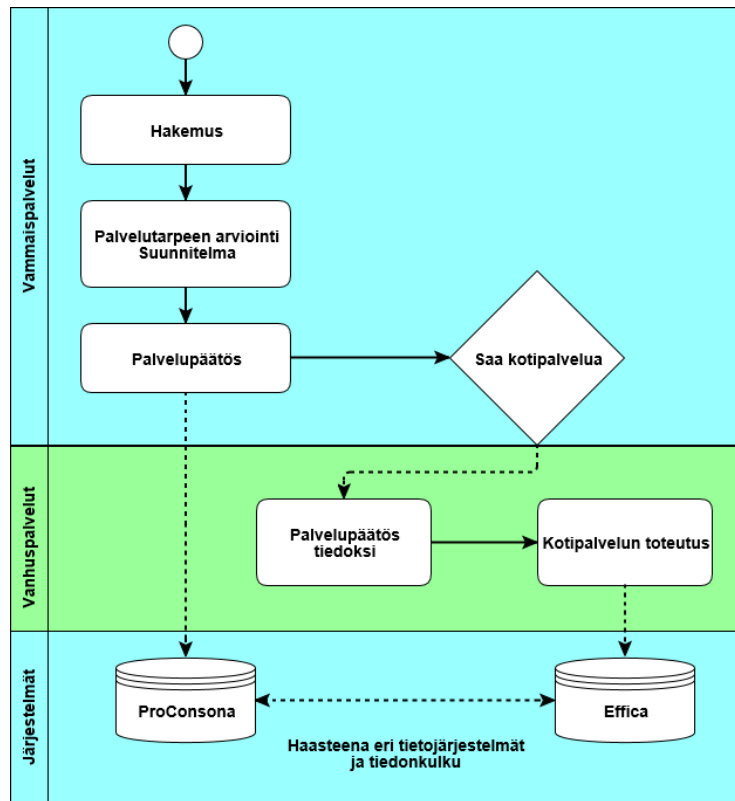 Vammaispalvelut
Hakemus
Palvelutarpeen arviointi
Suunnitelma
Palvelupäätös
Saa kotipalvelua
Vanhuspalvelut
Palvelupäätös
tiedoksi
Kotipalvelun toteutus
Järjestelmät
ProConsona
Effica
Haasteena eri tietojärjestelmät
ja tiedonkulku